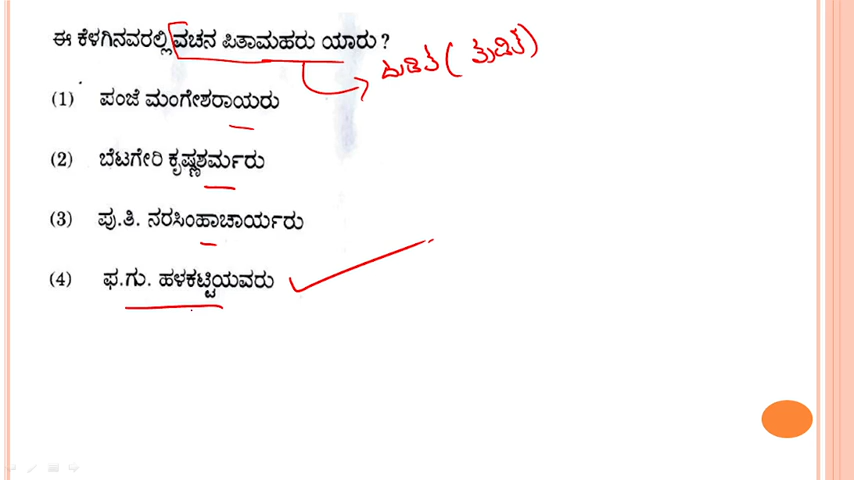 ಈ ಕೆಳಗಿನವರಲ್ಲಿ ವಚನ ಪಿತಾಮಹರು ಯಾರು ?
(1) ಪಂಜೆ ಮಂಗೇಶರಾಯರು
(2) ಬೆಟಗೇರಿ ಕೃಷ್ಣಶರ್ಮರು
(3) ಪು.ತಿ. ನರಸಿಂಹಾಚಾರ್ಯರು
(4) ಫ.ಗು. ಹಳಕಟ್ಟಿಯವರು